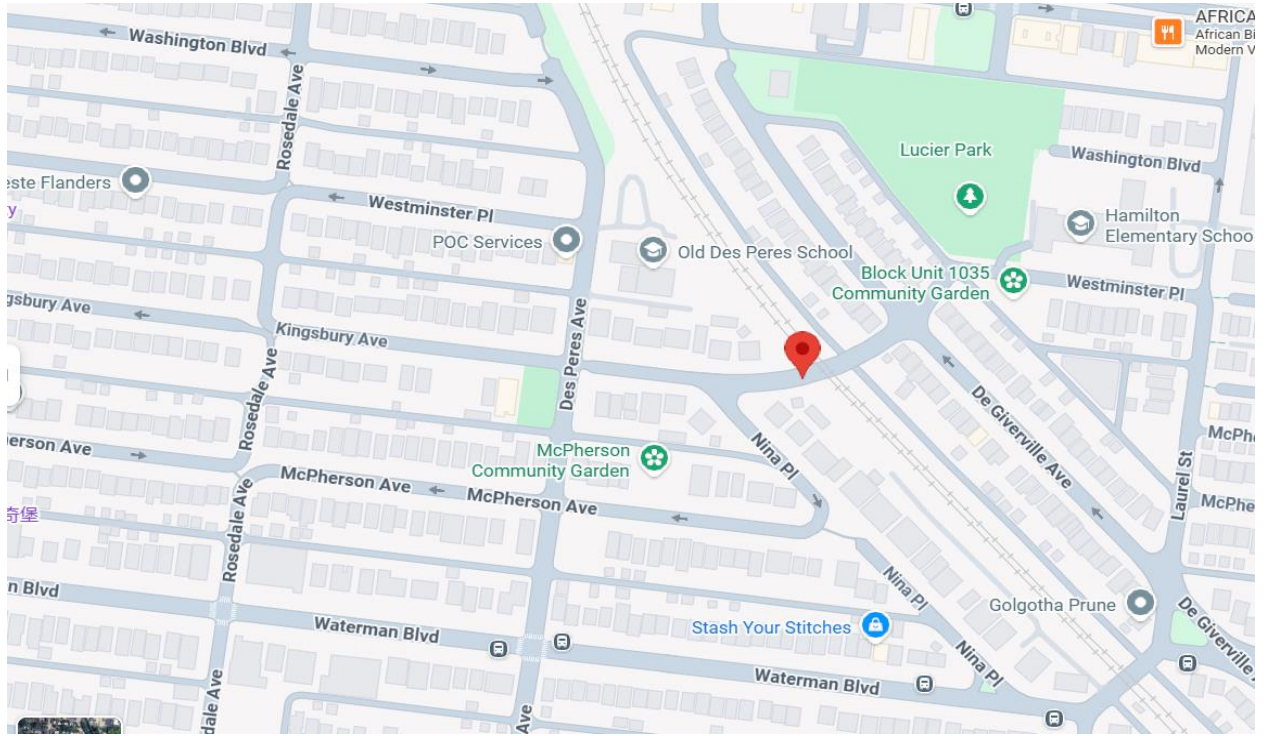 AFRICA
African Bi
Modern V
Washington Blvd
Rosedale Ave
Lucier Park
Washington Blvd
este Flanders
y
Westminster Pl
POC Services
Old Des Peres School
Hamilton
Elementary Schoo
Block Unit 1035
Community Garden
Westminster Pl
gsbury Ave
Kingsbury Ave
Des Peres Ave
Rosedale Ave
De Giverville Ave
erson Ave
McPherson
Community Garden
Nina Pl
McPh
Laurel St
McPherson Ave
McPherson Ave
McPhe
奇堡
Rosedale Ave
n Blvd
Nina Pl
Golgotha Prune
De Giverville
Waterman Blvd
Stash Your Stitches
Nina Pl
Waterman Blvd
dale Ave
Ave